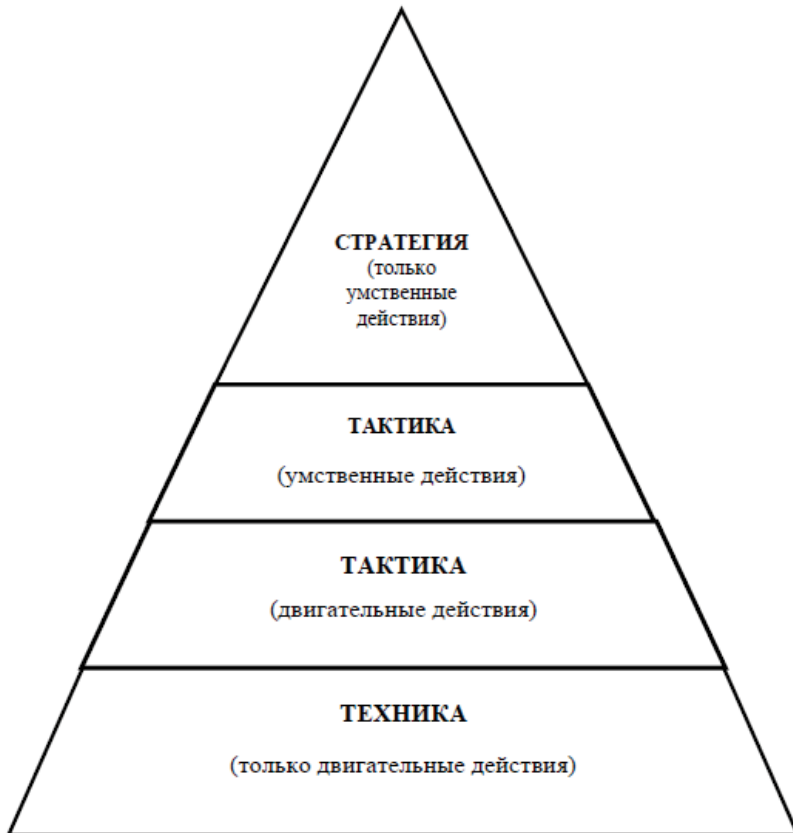 СТРАТЕГИЯ
(только
умственные
действия)
ТАКТИКА
(умственные действия)
ТАКТИКА
(двигательные действия)
ТЕХНИКА
(только двигательные действия)